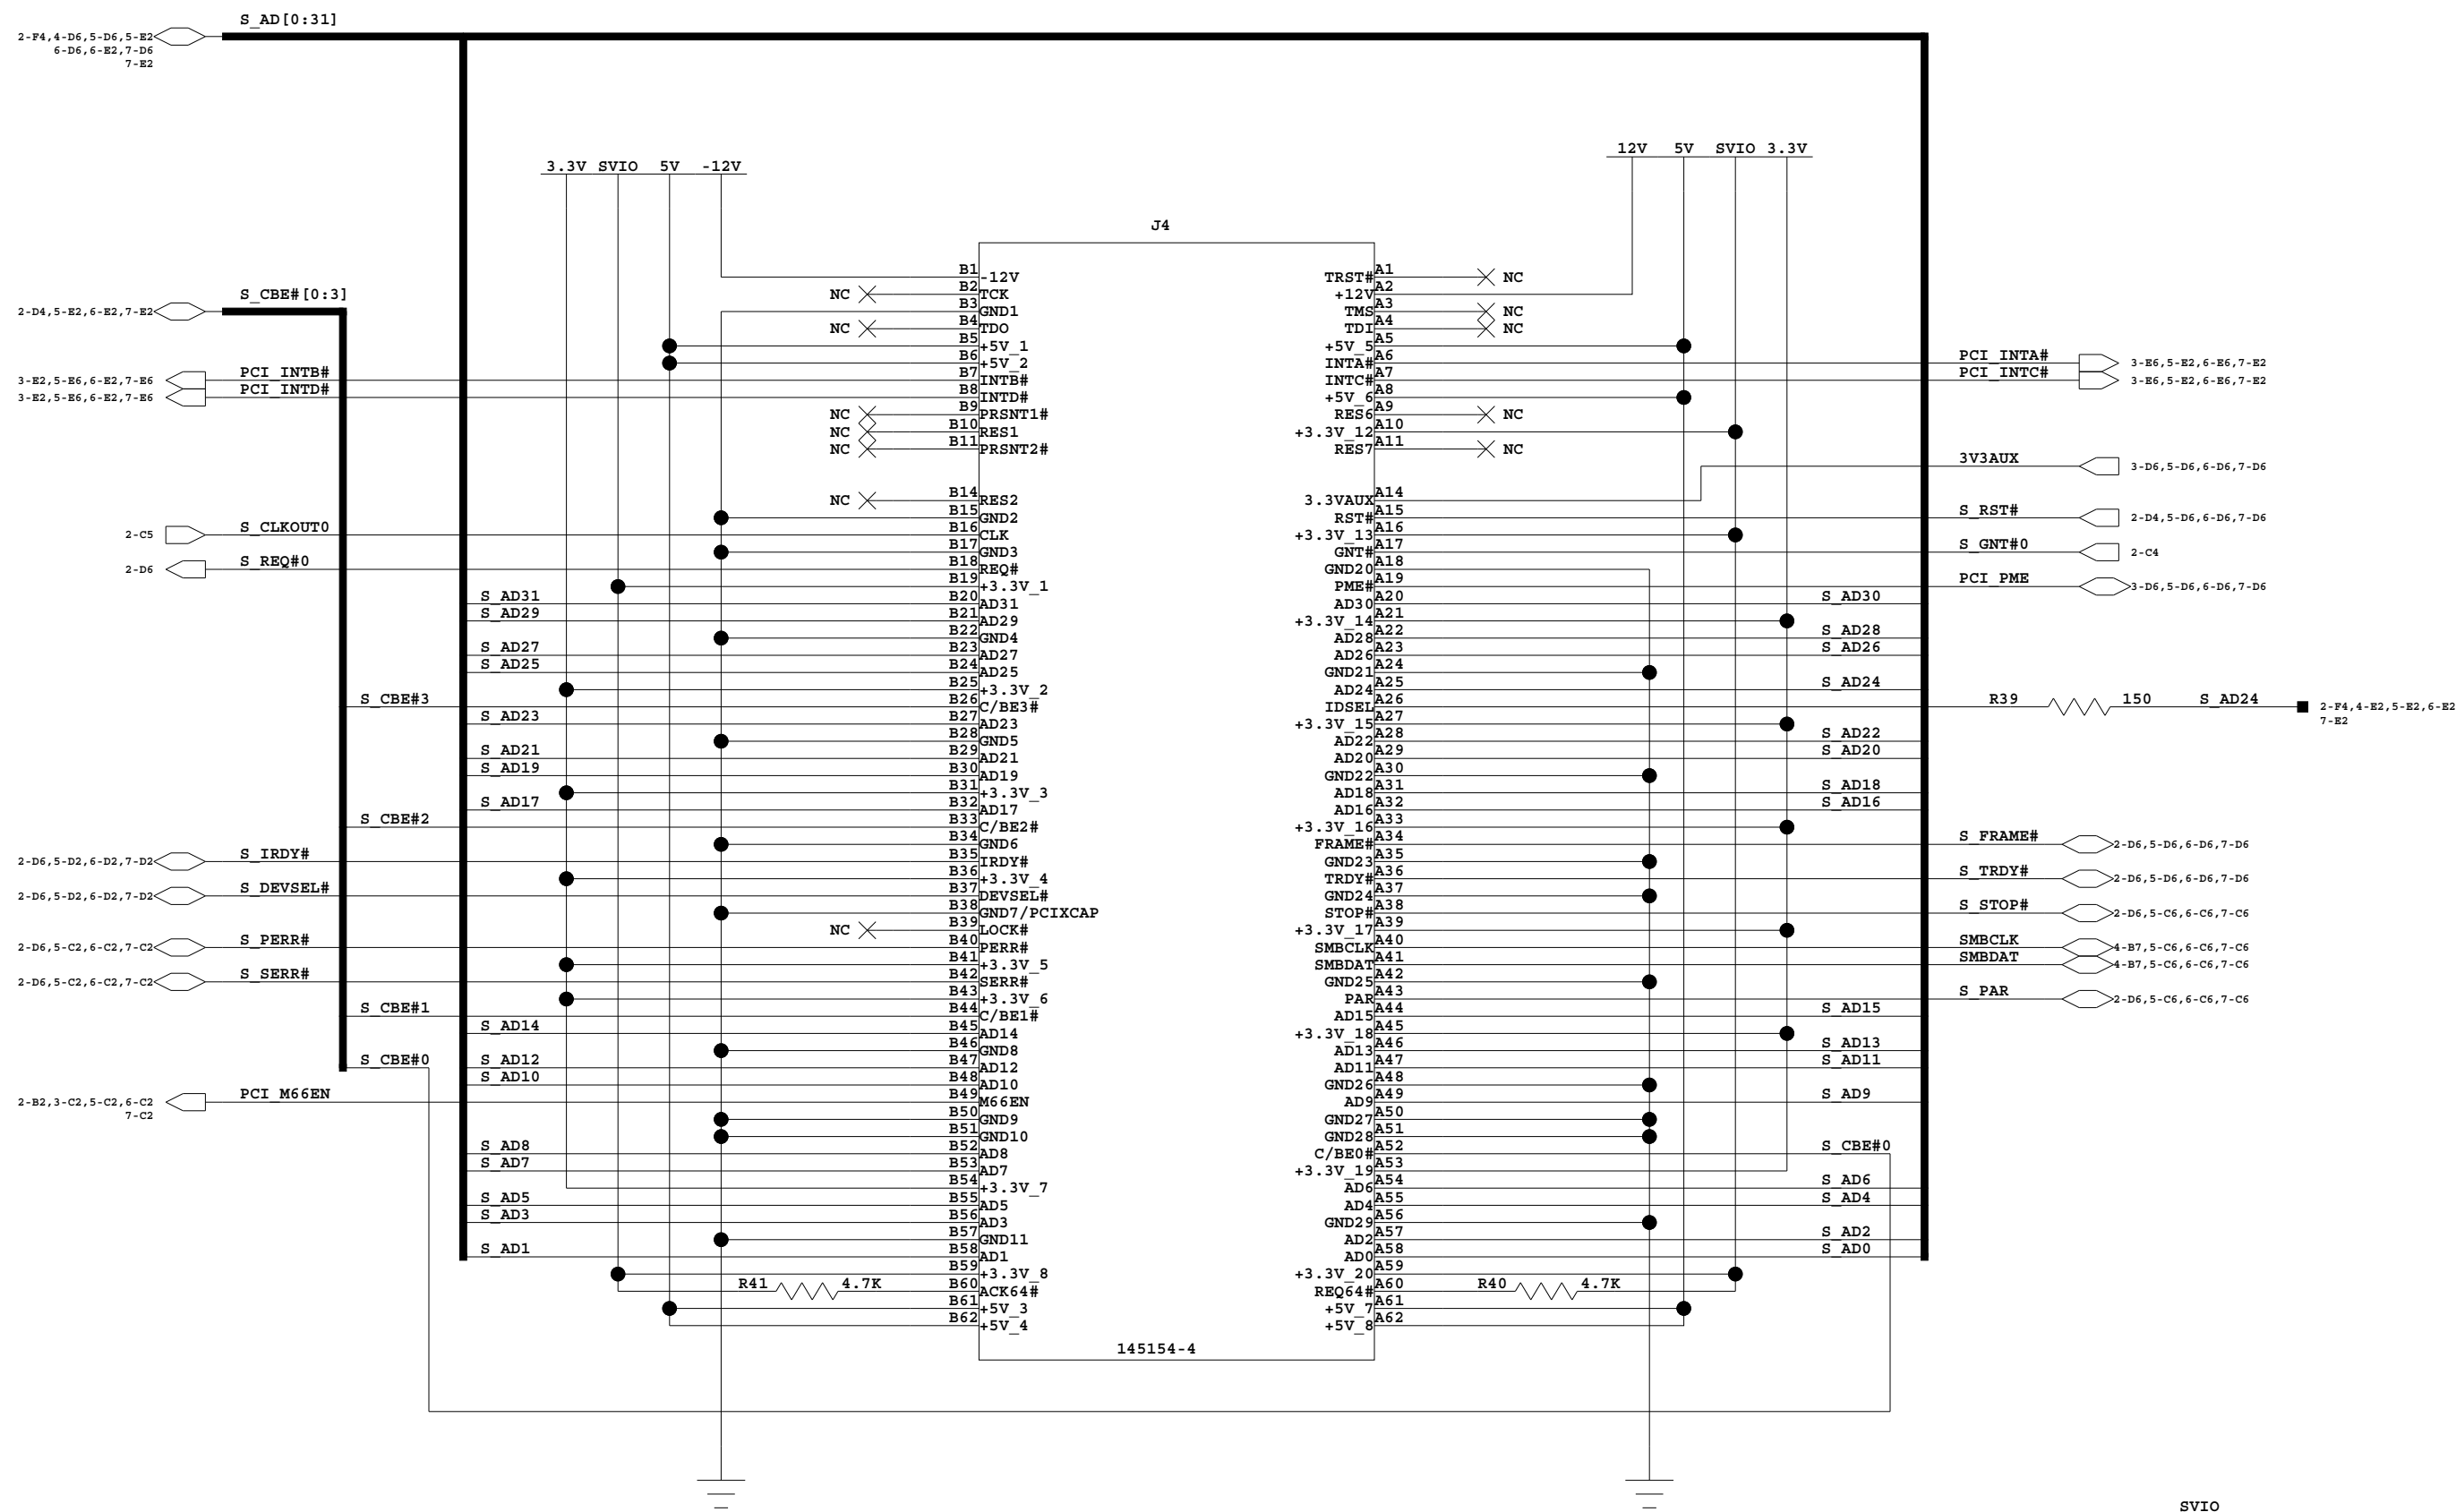 S_AD[0:31]
2-F4,4-D6,5-D6,5-E2
6-D6,6-E2,7-D6
7-E2
3.3V SVIO 5V -12V
12V 5V SVIO 3.3V
J4
B1 -12V TRST# A1 NC
NC B2 TCK +12V A2
B3 GND1 TMS A3 NC
NC B4 TDO TDI A4 NC
B5 +5V_1 +5V_5 A5
B6 +5V_2 INTA# A6 PCI_INTA# 3-E6,5-E2,6-E6,7-E2
S_CBE#[0:3]
2-D4,5-E2,6-E2,7-E2
3-E2,5-E6,6-E2,7-E6 PCI_INTB# B7 INTB# INTC# A7 PCI_INTC# 3-E6,5-E2,6-E6,7-E2
3-E2,5-E6,6-E2,7-E6 PCI_INTD# B8 INTD# +5V_6 A8
NC B9 PRSNT1# RES6 A9 NC
NC B10 RES1 +3.3V_12 A10
NC B11 PRSNT2# RES7 A11 NC
3V3AUX 3-D6,5-D6,6-D6,7-D6
NC B14 RES2 3.3VAUX A14
B15 GND2 RST# A15 S_RST# 2-D4,5-D6,6-D6,7-D6
2-C5 S_CLKOUT0 B16 CLK +3.3V_13 A16
B17 GND3 GNT# A17 S_GNT#0 2-C4
2-D6 S_REQ#0 B18 REQ# GND20 A18
B19 +3.3V_1 PME# A19 PCI_PME 3-D6,5-D6,6-D6,7-D6
S_AD31 B20 AD31 AD30 A20 S_AD30
S_AD29 B21 AD29 +3.3V_14 A21
B22 GND4 AD28 A22 S_AD28
S_AD27 B23 AD27 AD26 A23 S_AD26
S_AD25 B24 AD25 GND21 A24
B25 +3.3V_2 AD24 A25 S_AD24
S_CBE#3 B26 C/BE3# IDSEL A26 R39 150 S_AD24 2-F4,4-E2,5-E2,6-E2
7-E2
S_AD23 B27 AD23 +3.3V_15 A27
B28 GND5 AD22 A28 S_AD22
S_AD21 B29 AD21 AD20 A29 S_AD20
S_AD19 B30 AD19 GND22 A30
B31 +3.3V_3 AD18 A31 S_AD18
S_AD17 B32 AD17 AD16 A32 S_AD16
S_CBE#2 B33 C/BE2# +3.3V_16 A33
B34 GND6 FRAME# A34 S_FRAME# 2-D6,5-D6,6-D6,7-D6
2-D6,5-D2,6-D2,7-D2 S_IRDY# B35 IRDY# GND23 A35
B36 +3.3V_4 TRDY# A36 S_TRDY# 2-D6,5-D6,6-D6,7-D6
2-D6,5-D2,6-D2,7-D2 S_DEVSEL# B37 DEVSEL# GND24 A37
B38 GND7/PCIXCAP STOP# A38 S_STOP# 2-D6,5-C6,6-C6,7-C6
NC B39 LOCK# +3.3V_17 A39
2-D6,5-C2,6-C2,7-C2 S_PERR# B40 PERR# SMBCLK A40 SMBCLK 4-B7,5-C6,6-C6,7-C6
B41 +3.3V_5 SMBDAT A41 SMBDAT 4-B7,5-C6,6-C6,7-C6
2-D6,5-C2,6-C2,7-C2 S_SERR# B42 SERR# GND25 A42
B43 +3.3V_6 PAR A43 S_PAR 2-D6,5-C6,6-C6,7-C6
S_CBE#1 B44 C/BE1# AD15 A44 S_AD15
S_AD14 B45 AD14 +3.3V_18 A45
B46 GND8 AD13 A46 S_AD13
S_CBE#0 S_AD12 B47 AD12 AD11 A47 S_AD11
S_AD10 B48 AD10 GND26 A48
2-B2,3-C2,5-C2,6-C2 PCI_M66EN B49 M66EN AD9 A49 S_AD9
7-C2
B50 GND9 GND27 A50
B51 GND10 GND28 A51
S_AD8 B52 AD8 C/BE0# A52 S_CBE#0
S_AD7 B53 AD7 +3.3V_19 A53
B54 +3.3V_7 AD6 A54 S_AD6
S_AD5 B55 AD5 AD4 A55 S_AD4
S_AD3 B56 AD3 GND29 A56
B57 GND11 AD2 A57 S_AD2
S_AD1 B58 AD1 AD0 A58 S_AD0
B59 +3.3V_8 +3.3V_20 A59
R41 4.7K B60 ACK64# REQ64# A60 R40 4.7K
B61 +5V_3 +5V_7 A61
B62 +5V_4 +5V_8 A62
145154-4
SVIO